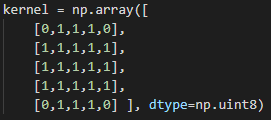 kernel = np.array([
    [0,1,1,1,0],
    [1,1,1,1,1],
    [1,1,1,1,1],
    [1,1,1,1,1],
    [0,1,1,1,0] ], dtype=np.uint8)